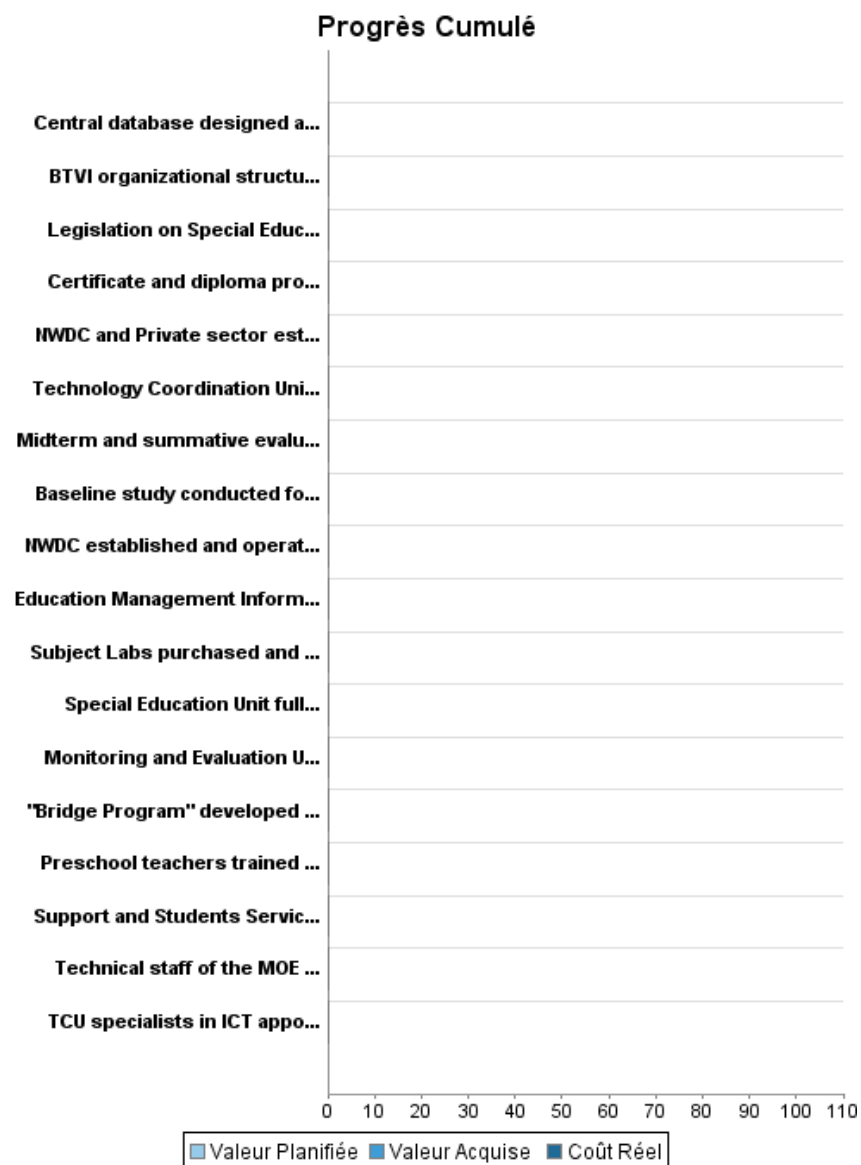 Progrès Cumulé
Central database designed a...
BTVI organizational structu...
Legislation on Special Educ...
Certificate and diploma pro...
NWDC and Private sector est...
Technology Coordination Uni...
Midterm and summative evalu...
Baseline study conducted fo...
NWDC established and operat...
Education Management Inform...
Subject Labs purchased and ...
Special Education Unit full...
Monitoring and Evaluation U...
"Bridge Program" developed ...
Preschool teachers trained ...
Support and Students Servic...
Technical staff of the MOE ...
TCU specialists in ICT appo...
0 10 20 30 40 50 60 70 80 90 100 110
Valeur Planifiée Valeur Acquise Coût Réel